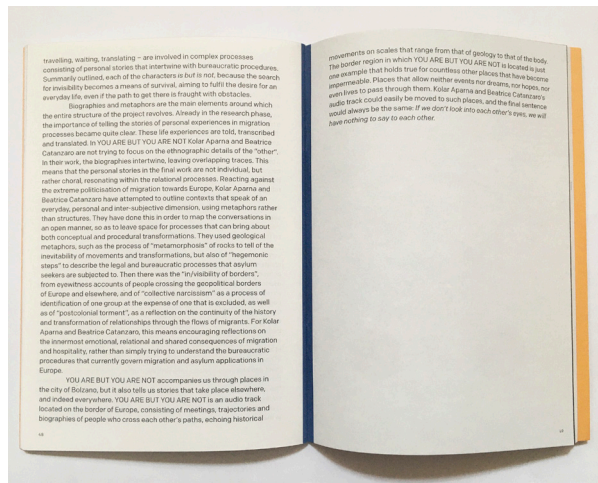 travelling, waiting, translating – are involved in complex processes
consisting of personal stories that intertwine with bureaucratic procedures.
Summarily outlined, each of the characters is but is not, because the search
for invisibility becomes a means of survival, aiming to fulfil the desire for an
everyday life, even if the path to get there is fraught with obstacles.
Biographies and metaphors are the main elements around which
the entire structure of the project revolves. Already in the research phase,
the importance of telling the stories of personal experiences in migration
processes became quite clear. These life experiences are told, transcribed
and translated. In YOU ARE BUT YOU ARE NOT Kolar Aparna and Beatrice
Catanzaro are not trying to focus on the ethnographic details of the "other".
In their work, the biographies intertwine, leaving overlapping traces. This
means that the personal stories in the final work are not individual, but
rather choral, resonating within the relational processes. Reacting against
the extreme politicisation of migration towards Europe, Kolar Aparna and
Beatrice Catanzaro have attempted to outline contexts that speak of an
everyday, personal and inter-subjective dimension, using metaphors rather
than structures. They have done this in order to map the conversations in
an open manner, so as to leave space for processes that can bring about
both conceptual and procedural transformations. They used geological
metaphors, such as the process of "metamorphosis" of rocks to tell of the
inevitability of movements and transformations, but also of "hegemonic
steps" to describe the legal and bureaucratic processes that asylum
seekers are subjected to. Then there was the "in/visibility of borders",
from eyewitness accounts of people crossing the geopolitical borders
of Europe and elsewhere, and of "collective narcissism" as a process of
identification of one group at the expense of one that is excluded, as well
as of "postcolonial torment", as a reflection on the continuity of the history
and transformation of relationships through the flows of migrants. For Kolar
Aparna and Beatrice Catanzaro, this means encouraging reflections on
the innermost emotional, relational and shared consequences of migration
and hospitality, rather than simply trying to understand the bureaucratic
procedures that currently govern migration and asylum applications in
Europe.
YOU ARE BUT YOU ARE NOT accompanies us through places in
the city of Bolzano, but it also tells us stories that take place elsewhere,
and indeed everywhere. YOU ARE BUT YOU ARE NOT is an audio track
located on the border of Europe, consisting of meetings, trajectories and
biographies of people who cross each other's paths, echoing historical
movements on scales that range from that of geology to that of the body.
The border region in which YOU ARE BUT YOU ARE NOT is located is just
one example that holds true for countless other places that have become
impermeable. Places that allow neither events nor dreams, nor hopes, nor
even lives to pass through them. Kolar Aparna and Beatrice Catanzaro's
audio track could easily be moved to such places, and the final sentence
would always be the same: If we don't look into each other's eyes, we will
have nothing to say to each other.